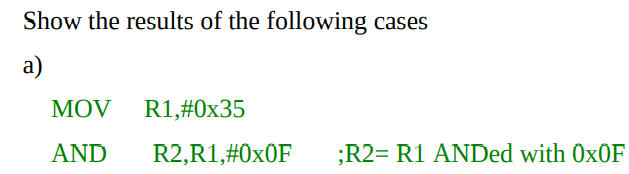 Show the results of the following cases
a)
MOV R1,#0x35
AND R2,R1,#0x0F ;R2= R1 ANDed with 0x0F